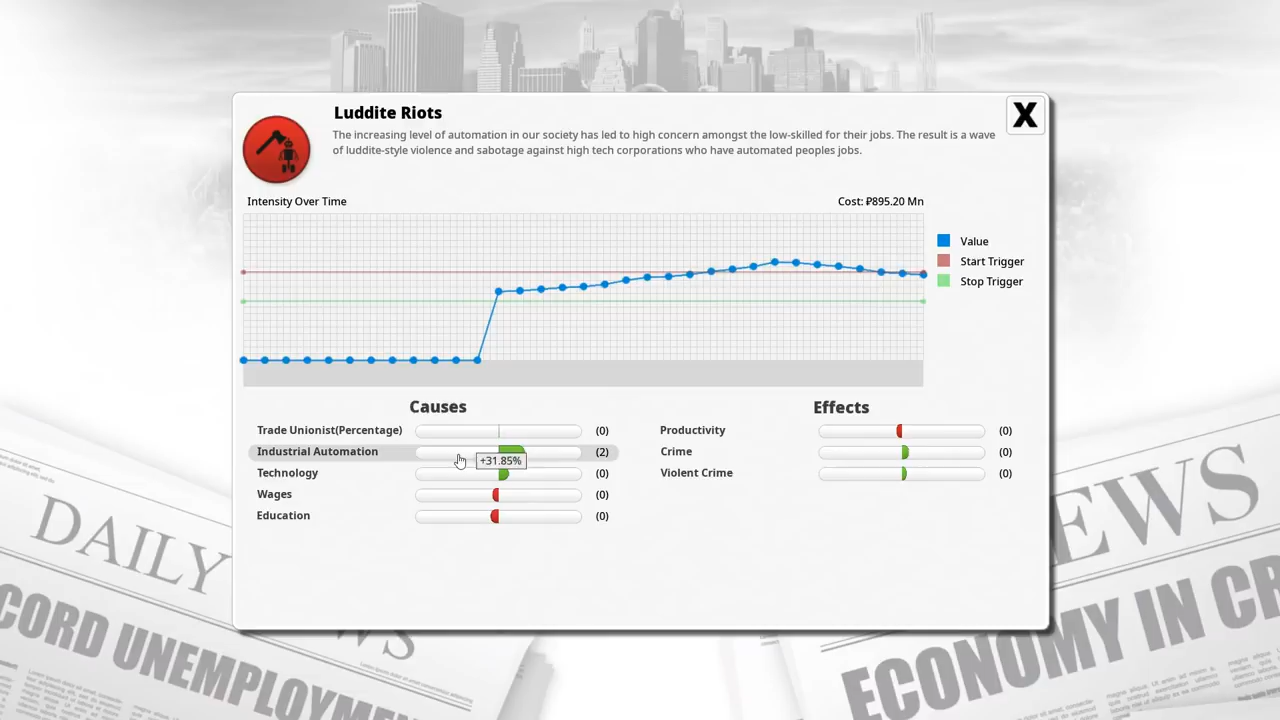 Luddite Riots
X
The increasing level of automation in our society has led to high concern amongst the low-skilled for their jobs. The result is a wave
of luddite-style violence and sabotage against high tech corporations who have automated peoples jobs.
Intensity Over Time
Cost: ₽895.20 Mn
Value
Start Trigger
Stop Trigger
Causes
Effects
Trade Unionist(Percentage) (0)
Industrial Automation (2)
+31.85%
Technology (0)
Wages (0)
Education (0)
Productivity (0)
Crime (0)
Violent Crime (0)
DAILY
NEWS
CORD UNEMPLOYMEN
EWS
ECONOMY IN CR